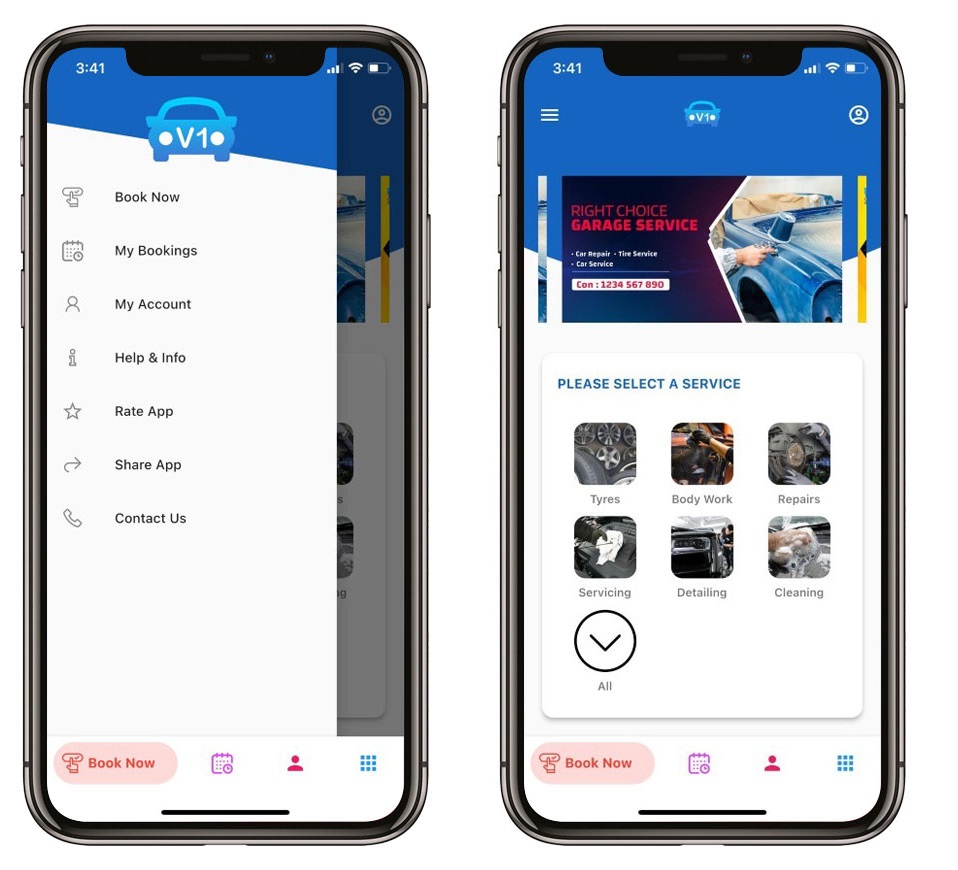 3:41
V1
Book Now
My Bookings
My Account
Help & Info
Rate App
Share App
Contact Us
s
ng
Book Now
3:41
V1
RIGHT CHOICE
GARAGE SERVICE
• Car Repair • Tire Service
• Car Service
Con : 1234 567 890
PLEASE SELECT A SERVICE
Tyres
Body Work
Repairs
Servicing
Detailing
Cleaning
All
Book Now